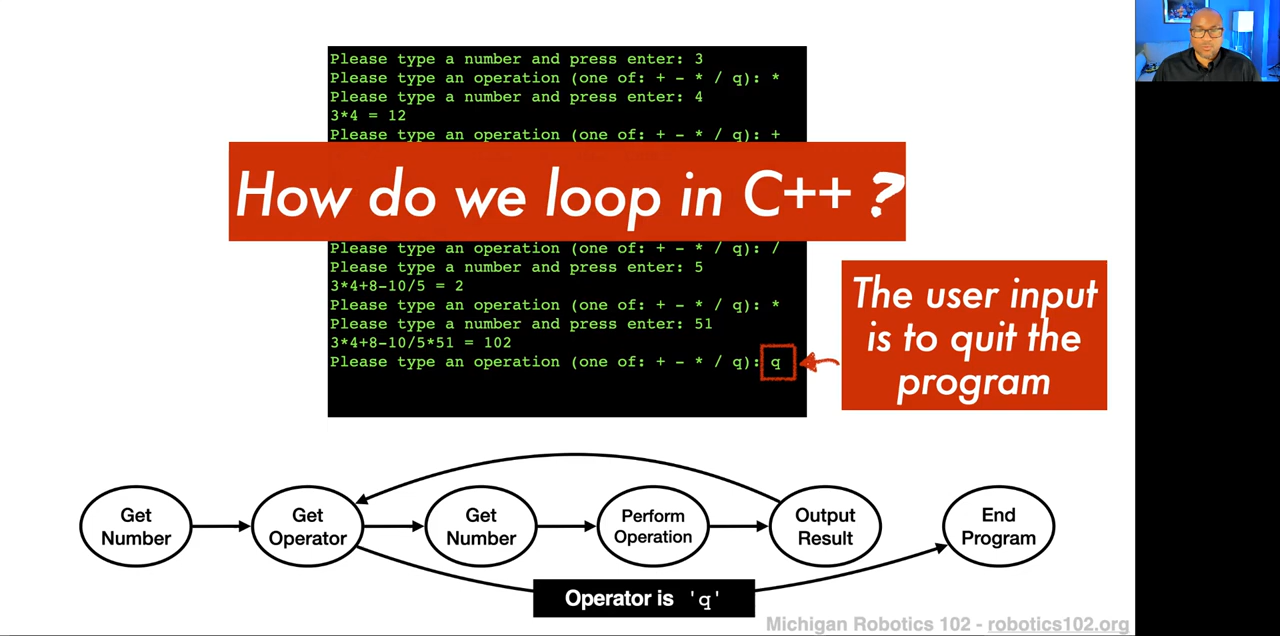 Please type a number and press enter: 3
Please type an operation (one of: + - * / q): *
Please type a number and press enter: 4
3*4 = 12
Please type an operation (one of: + - * / q): +
How do we loop in C++ ?
Please type an operation (one of: + - * / q): /
Please type a number and press enter: 5
3*4+8-10/5 = 2
Please type an operation (one of: + - * / q): *
Please type a number and press enter: 51
3*4+8-10/5*51 = 102
Please type an operation (one of: + - * / q): q
The user input
is to quit the
program
Get
Number
Get
Operator
Get
Number
Perform
Operation
Output
Result
End
Program
Operator is 'q'
Michigan Robotics 102 - robotics102.org